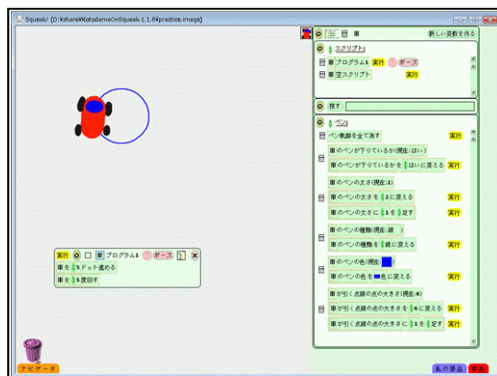 Squeak! (D:¥share¥KotodamaOnSqueak-1.1.8¥practice.image)
車
新しい変数を作る
スクリプト
車 プログラム1 実行 ポーズ
車 空スクリプト 実行
探す
ペン
ペン軌跡を全て消す 実行
車のペンが下りているか(現在:はい)
車のペンが下りているかをはいに変える 実行
車のペンの太さ(現在:2)
車のペンの太さを2に変える 実行
車のペンの太さに1を足す 実行
車のペンの種類(現在:線 )
車のペンの種類を線に変える 実行
車のペンの色(現在: )
車のペンの色を 色に変える 実行
車が引く点線の点の大きさ(現在:6)
車が引く点線の点の大きさを6に変える 実行
車が引く点線の点の大きさに1を足す 実行
実行 車 プログラム1 ポーズ
車を5ドット進める
車を5度回す
ナビゲータ
私の部品 部品